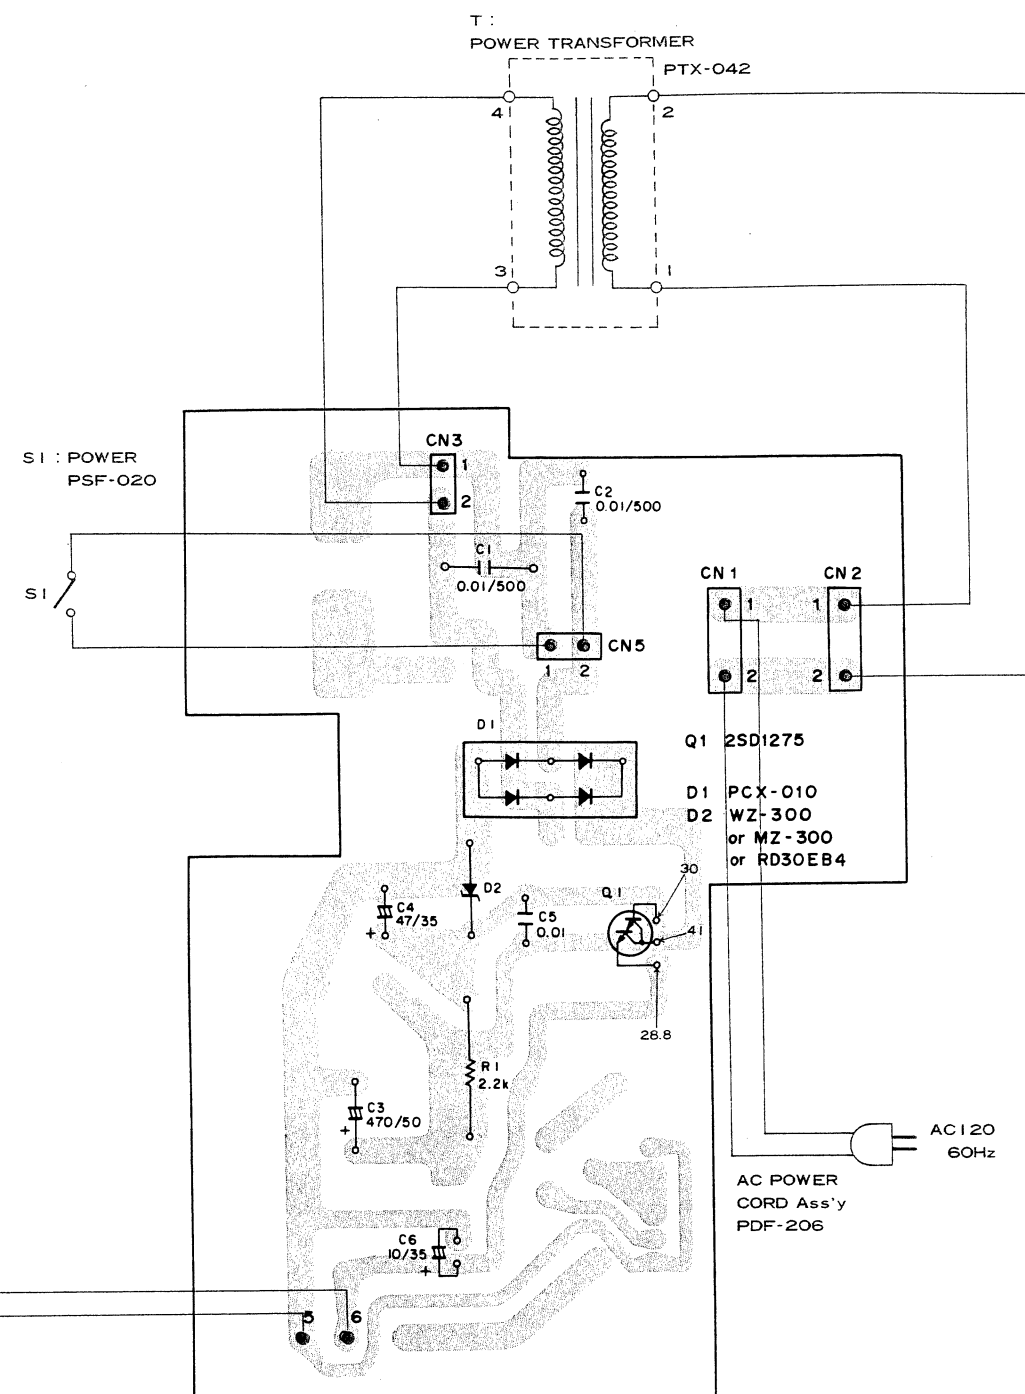 T :
POWER TRANSFORMER
PTX-042
4
2
3
1
CN3
1
2
S1 : POWER
PSF-020
C2
0.01/500
C1
0.01/500
S1
CN1
CN2
1
1
CN5
1
2
2
2
D1
Q1 2SD1275
D1 PCX-010
D2 WZ-300
or MZ-300
or RD30EB4
30
D2
Q1
C4
47/35
+
C5
0.01
41
28.8
R1
2.2k
C3
470/50
+
AC120
60Hz
AC POWER
CORD Ass'y
PDF-206
C6
10/35
+
5
6